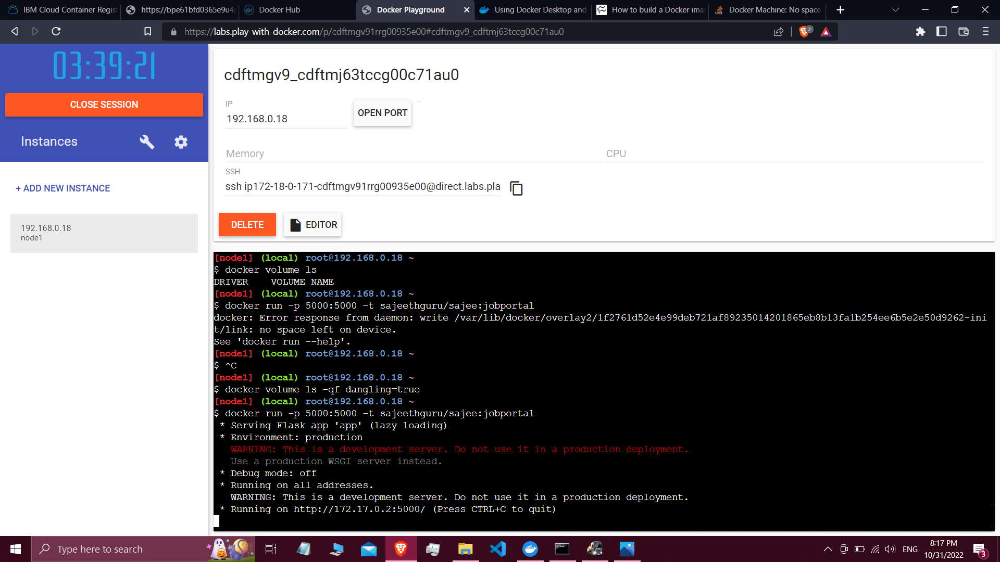 IBM Cloud Container Regist
https://bpe61bfd0365e9u4
Docker Hub
Docker Playground
Using Docker Desktop and
How to build a Docker ima
Docker Machine: No space
https://labs.play-with-docker.com/p/cdftmgv91rrg00935e00#cdftmgv9_cdftmj63tccg00c71au0
2
03:39:21
CLOSE SESSION
Instances
+ ADD NEW INSTANCE
192.168.0.18
node1
cdftmgv9_cdftmj63tccg00c71au0
IP
192.168.0.18
OPEN PORT
Memory
CPU
SSH
ssh ip172-18-0-171-cdftmgv91rrg00935e00@direct.labs.pla
DELETE
EDITOR
[node1] (local) root@192.168.0.18 ~
$ docker volume ls
DRIVER    VOLUME NAME
[node1] (local) root@192.168.0.18 ~
$ docker run -p 5000:5000 -t sajeethguru/sajee:jobportal
docker: Error response from daemon: write /var/lib/docker/overlay2/1f2761d52e4e99deb721af89235014201865eb8b13fa1b254ee6b5e2e50d9262-ini
t/link: no space left on device.
See 'docker run --help'.
[node1] (local) root@192.168.0.18 ~
$ ^C
[node1] (local) root@192.168.0.18 ~
$ docker volume ls -qf dangling=true
[node1] (local) root@192.168.0.18 ~
$ docker run -p 5000:5000 -t sajeethguru/sajee:jobportal
* Serving Flask app 'app' (lazy loading)
* Environment: production
WARNING: This is a development server. Do not use it in a production deployment.
Use a production WSGI server instead.
* Debug mode: off
* Running on all addresses.
WARNING: This is a development server. Do not use it in a production deployment.
* Running on http://172.17.0.2:5000/ (Press CTRL+C to quit)
Type here to search
ENG
8:17 PM
10/31/2022
3